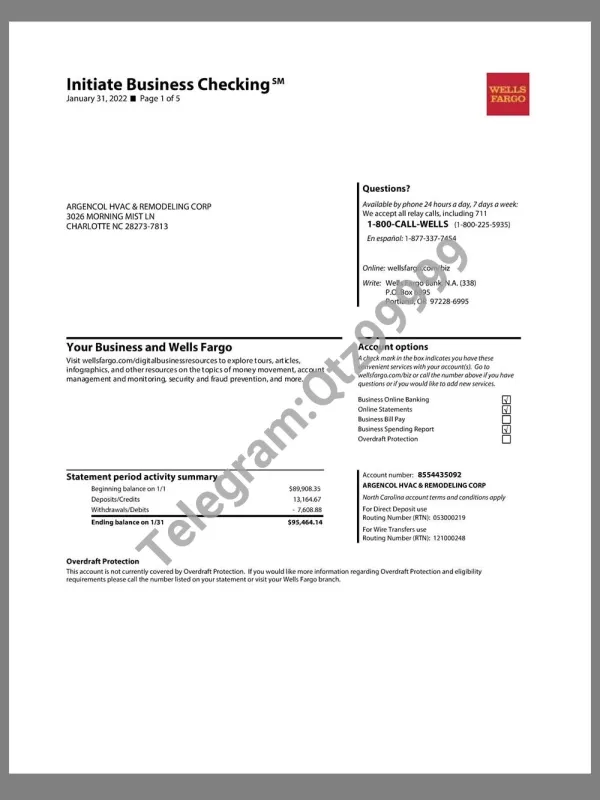 Initiate Business Checking℠
January 31, 2022 ■ Page 1 of 5
WELLS
FARGO
ARGENCOL HVAC & REMODELING CORP
3026 MORNING MIST LN
CHARLOTTE NC 28273-7813
Questions?
Available by phone 24 hours a day, 7 days a week:
We accept all relay calls, including 711
1-800-CALL-WELLS (1-800-225-5935)
En español: 1-877-337-7454
Online: wellsfargo.com/biz
Write: Wells Fargo Bank, N.A. (338)
P.O. Box 6995
Portland, OR 97228-6995
Your Business and Wells Fargo
Visit wellsfargo.com/digitalbusinessresources to explore tours, articles,
infographics, and other resources on the topics of money movement, account
management and monitoring, security and fraud prevention, and more.
Account options
A check mark in the box indicates you have these
convenient services with your account(s). Go to
wellsfargo.com/biz or call the number above if you have
questions or if you would like to add new services.
Business Online Banking ✓
Online Statements ✓
Business Bill Pay
Business Spending Report ✓
Overdraft Protection
Statement period activity summary
Beginning balance on 1/1 $89,908.35
Deposits/Credits 13,164.67
Withdrawals/Debits - 7,608.88
Ending balance on 1/31 $95,464.14
Account number: 8554435092
ARGENCOL HVAC & REMODELING CORP
North Carolina account terms and conditions apply
For Direct Deposit use
Routing Number (RTN): 053000219
For Wire Transfers use
Routing Number (RTN): 121000248
Overdraft Protection
This account is not currently covered by Overdraft Protection. If you would like more information regarding Overdraft Protection and eligibility
requirements please call the number listed on your statement or visit your Wells Fargo branch.
Telegram:Qtz99999